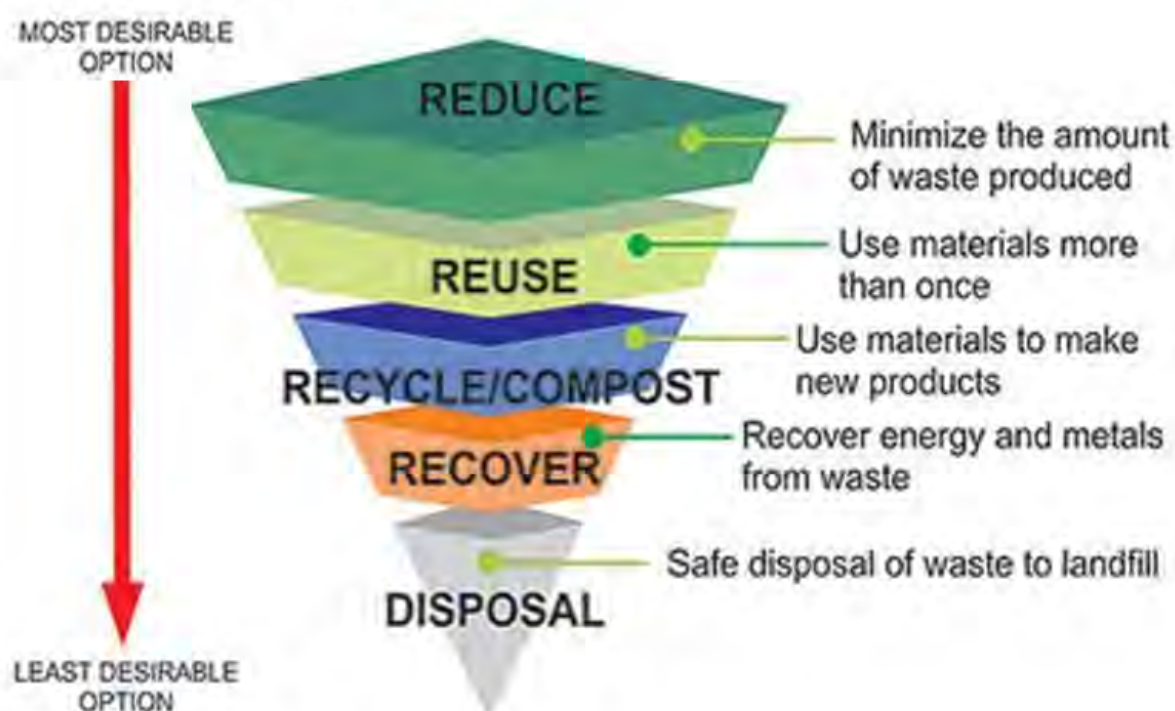 MOST DESIRABLE
OPTION
REDUCE
Minimize the amount
of waste produced
REUSE
Use materials more
than once
RECYCLE/COMPOST
Use materials to make
new products
RECOVER
Recover energy and metals
from waste
DISPOSAL
Safe disposal of waste to landfill
LEAST DESIRABLE
OPTION